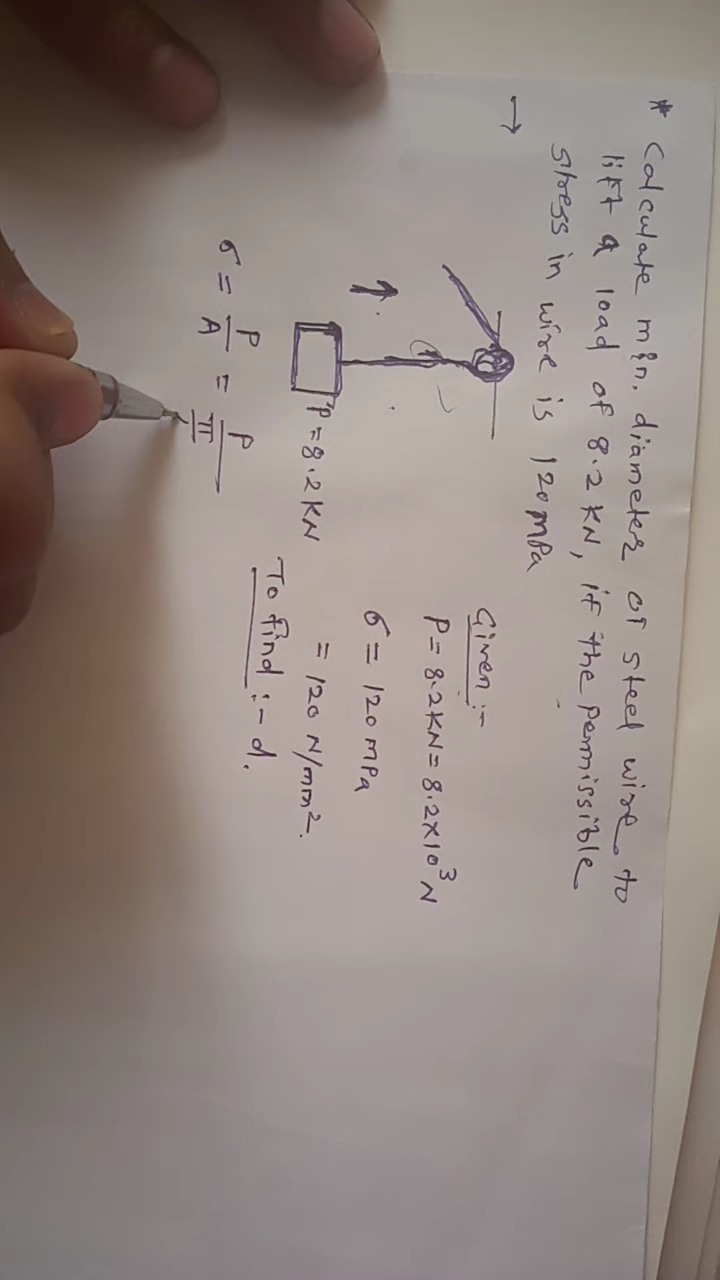 * Calculate min. diameter of steel wire to
lift a load of 8.2 KN, if the permissible
stress in wire is 120 mPa
→
Given :-
P = 8.2 KN = 8.2 × 10³ N
σ = 120 mPa
= 120 N/mm².
To find :- d.
P = 8.2 KN
σ = P/A = P/π